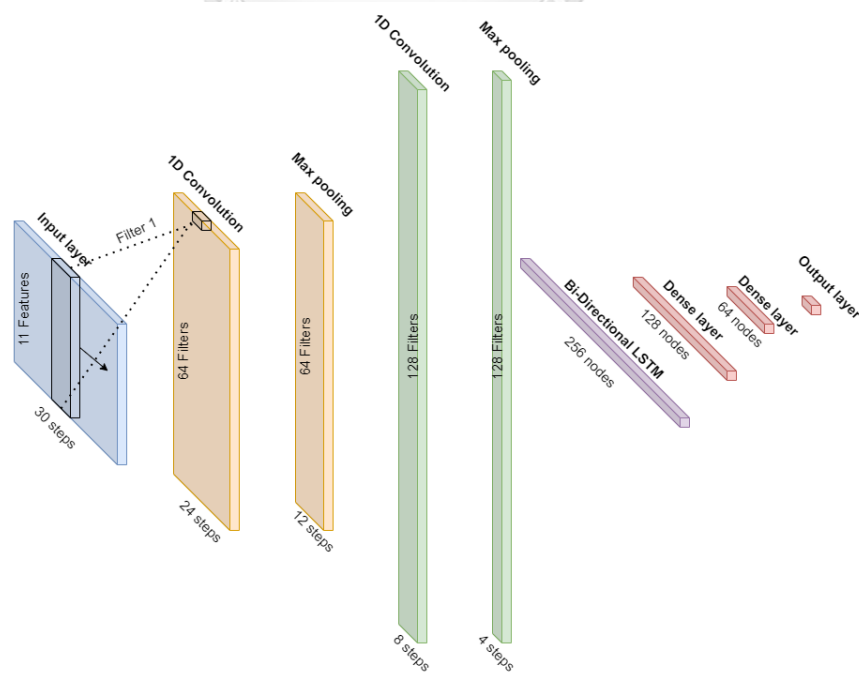 Input layer
11 Features
30 steps
Filter 1
1D Convolution
64 Filters
24 steps
Max pooling
64 Filters
12 steps
1D Convolution
128 Filters
8 steps
Max pooling
128 Filters
4 steps
Bi-Directional LSTM
256 nodes
Dense layer
128 nodes
Dense layer
64 nodes
Output layer